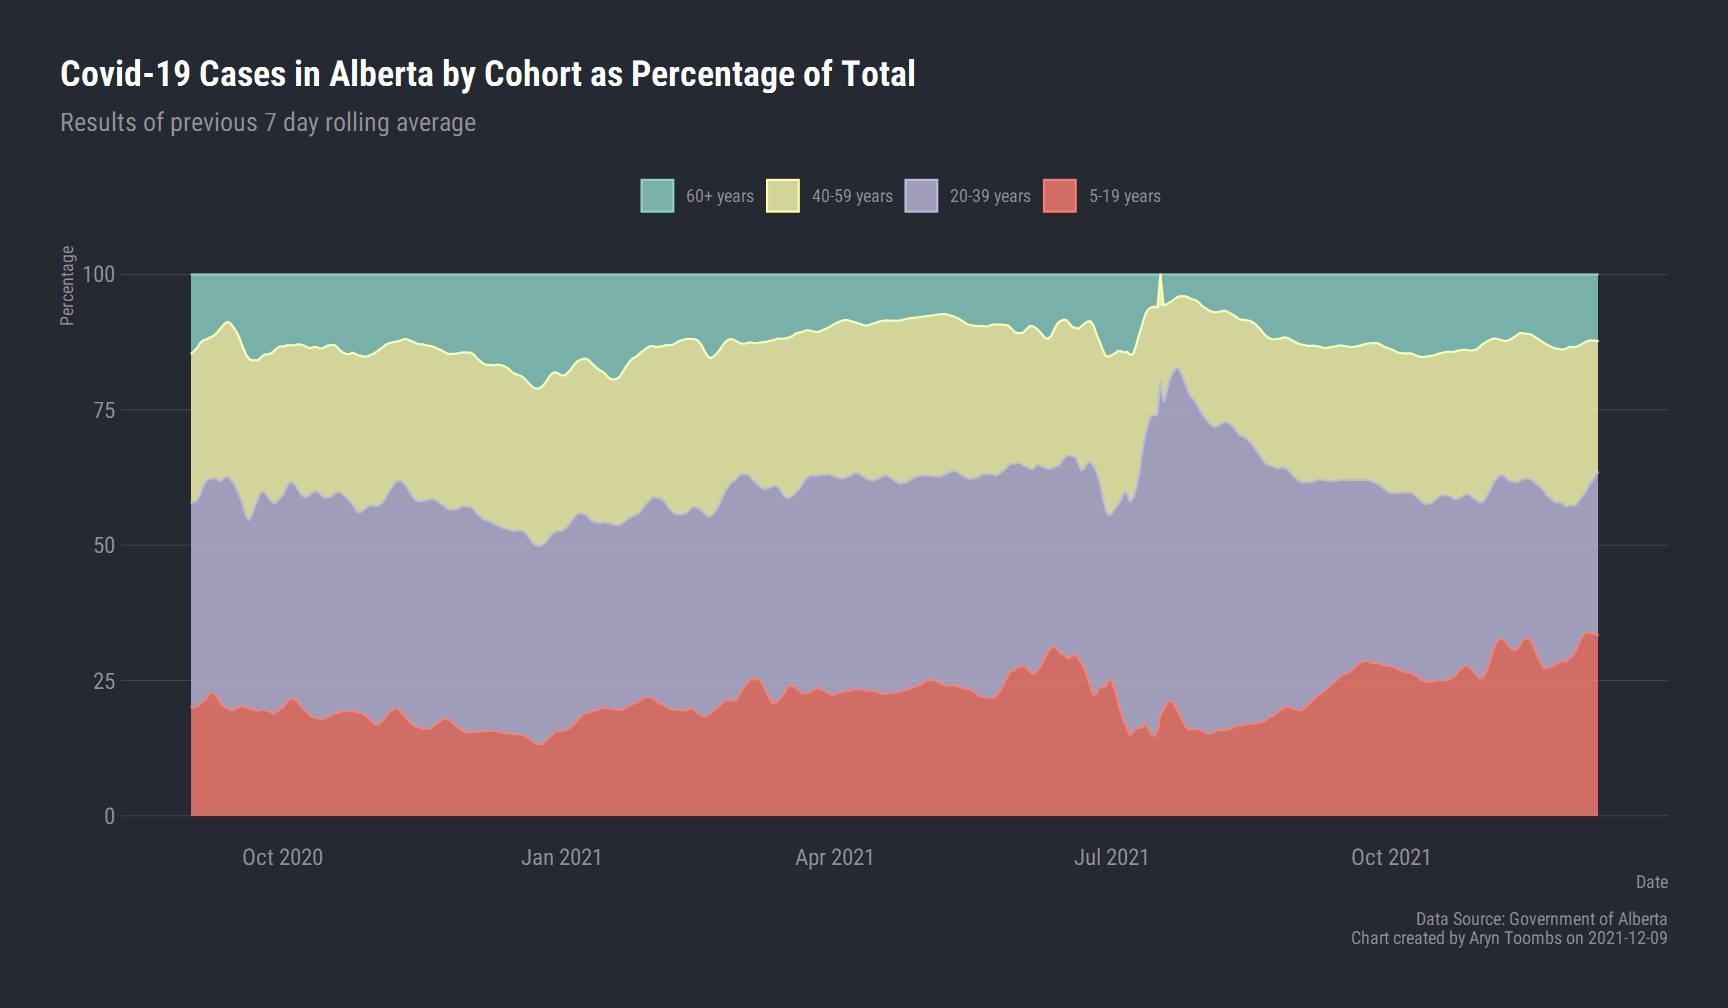 Covid-19 Cases in Alberta by Cohort as Percentage of Total
Results of previous 7 day rolling average
60+ years 40-59 years 20-39 years 5-19 years
Percentage
100
75
50
25
0
Oct 2020 Jan 2021 Apr 2021 Jul 2021 Oct 2021
Date
Data Source: Government of Alberta
Chart created by Aryn Toombs on 2021-12-09